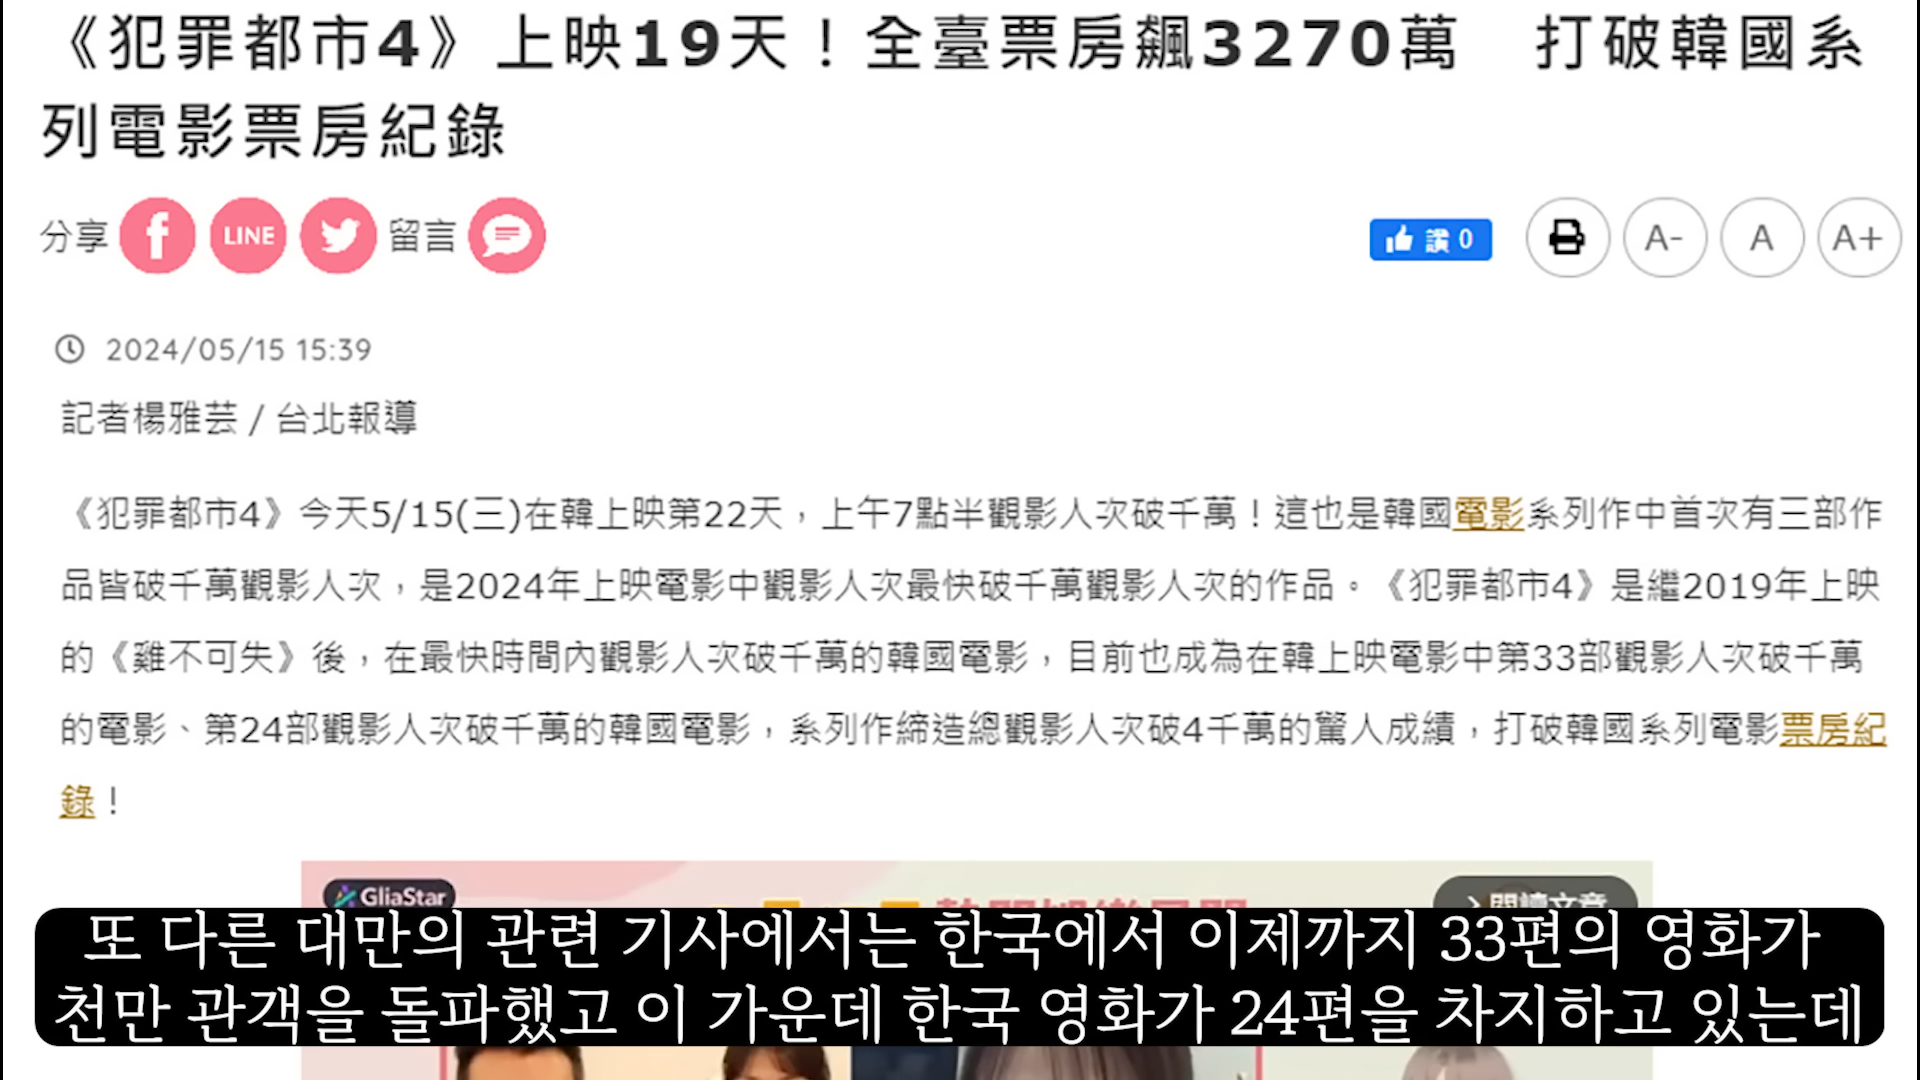 《犯罪都市4》上映19天！全臺票房飆3270萬　打破韓國系
列電影票房紀錄
分享 f LINE 留言 讚 0 A- A A+
2024/05/15 15:39
記者楊雅芸 / 台北報導
《犯罪都市4》今天5/15(三)在韓上映第22天，上午7點半觀影人次破千萬！這也是韓國電影系列作中首次有三部作
品皆破千萬觀影人次，是2024年上映電影中觀影人次最快破千萬觀影人次的作品。《犯罪都市4》是繼2019年上映
的《雞不可失》後，在最快時間內觀影人次破千萬的韓國電影，目前也成為在韓上映電影中第33部觀影人次破千萬
的電影、第24部觀影人次破千萬的韓國電影，系列作締造總觀影人次破4千萬的驚人成績，打破韓國系列電影票房紀
錄！
GliaStar 閱讀文章
또 다른 대만의 관련 기사에서는 한국에서 이제까지 33편의 영화가
천만 관객을 돌파했고 이 가운데 한국 영화가 24편을 차지하고 있는데